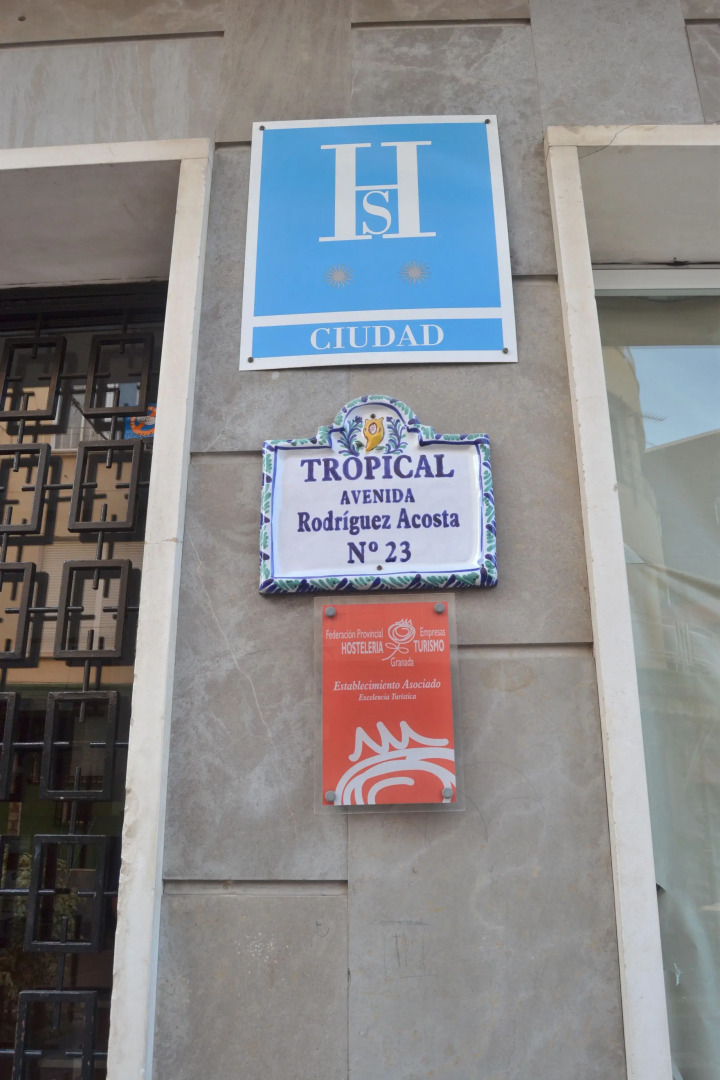 Hs
CIUDAD
TROPICAL
AVENIDA
Rodríguez Acosta
Nº 23
Federación Provincial Empresas
HOSTELERIA TURISMO
Granada
Establecimiento Asociado
Excelencia Turística